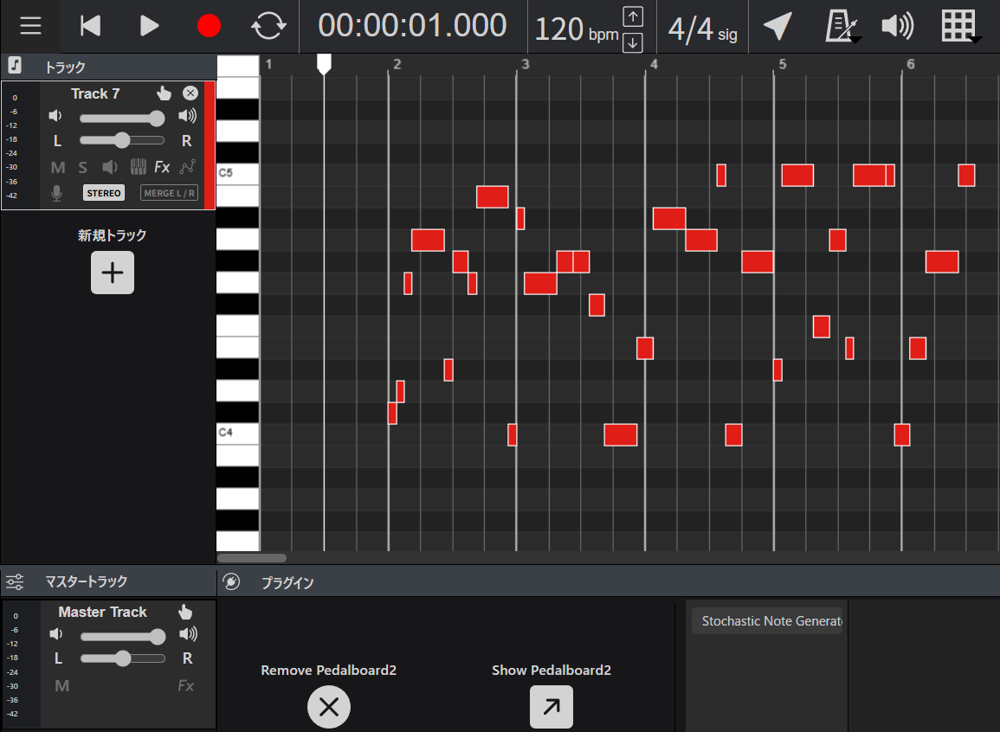 00:00:01.000
120 bpm
4/4 sig
トラック
1 2 3 4 5 6
Track 7
0
-6
-12
-18
-24
-30
-36
-42
L R
M S Fx
STEREO MERGE L / R
C5
C4
新規トラック
マスタートラック
プラグイン
Master Track
0
-6
-12
-18
-24
-30
-36
-42
L R
M Fx
Remove Pedalboard2
Show Pedalboard2
Stochastic Note Generat